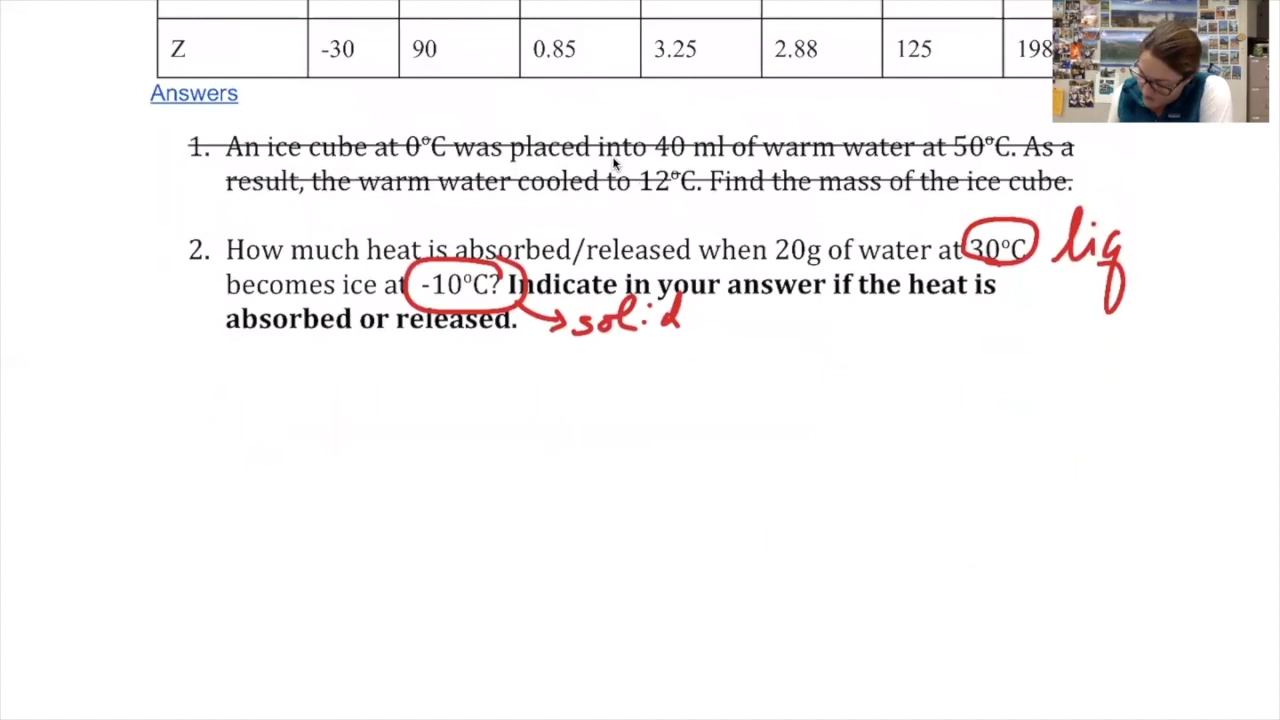 Z -30 90 0.85 3.25 2.88 125 198
Answers
1. An ice cube at 0°C was placed into 40 ml of warm water at 50°C. As a
result, the warm water cooled to 12°C. Find the mass of the ice cube.
2. How much heat is absorbed/released when 20g of water at 30°C liq
becomes ice at -10°C? Indicate in your answer if the heat is
absorbed or released. solid